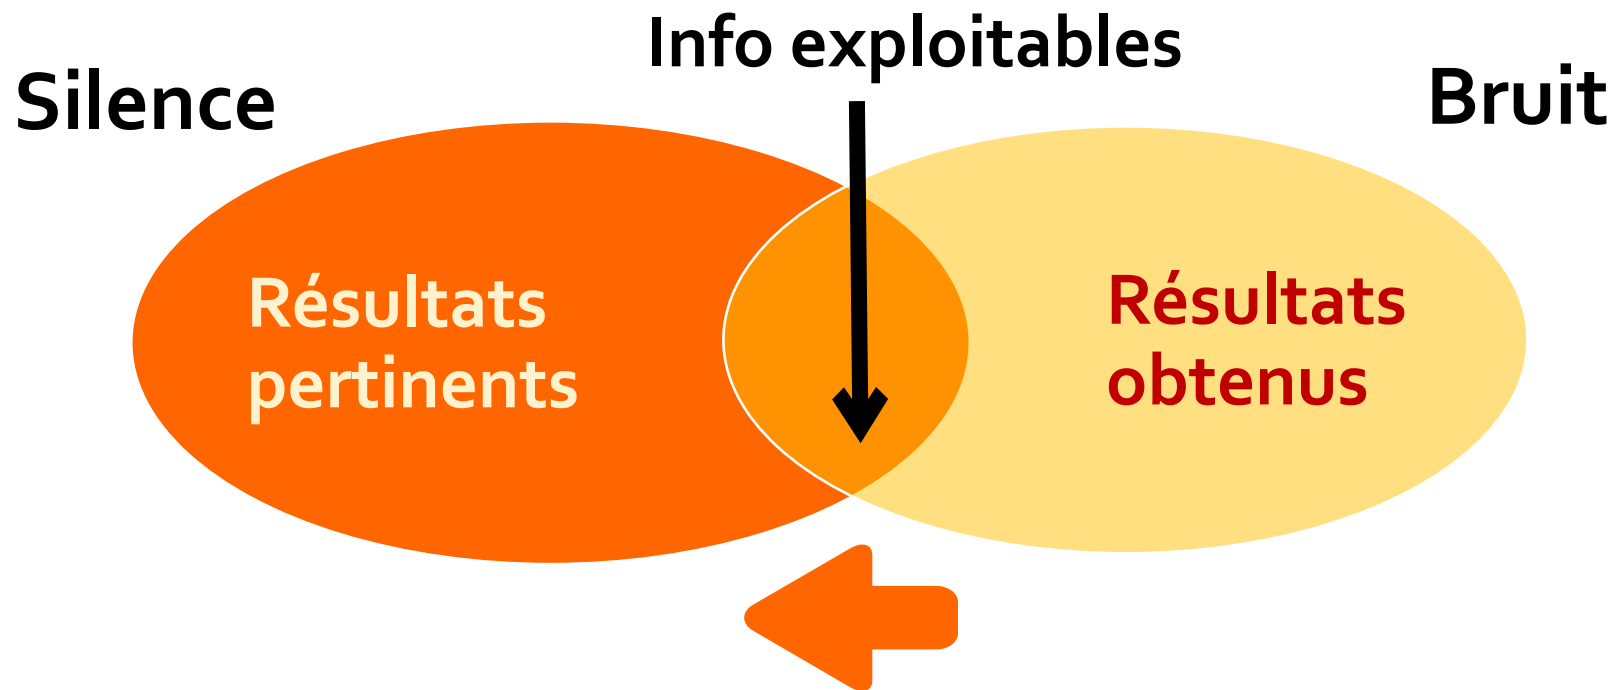 Info exploitables
Silence
Bruit
Résultats
pertinents
Résultats
obtenus